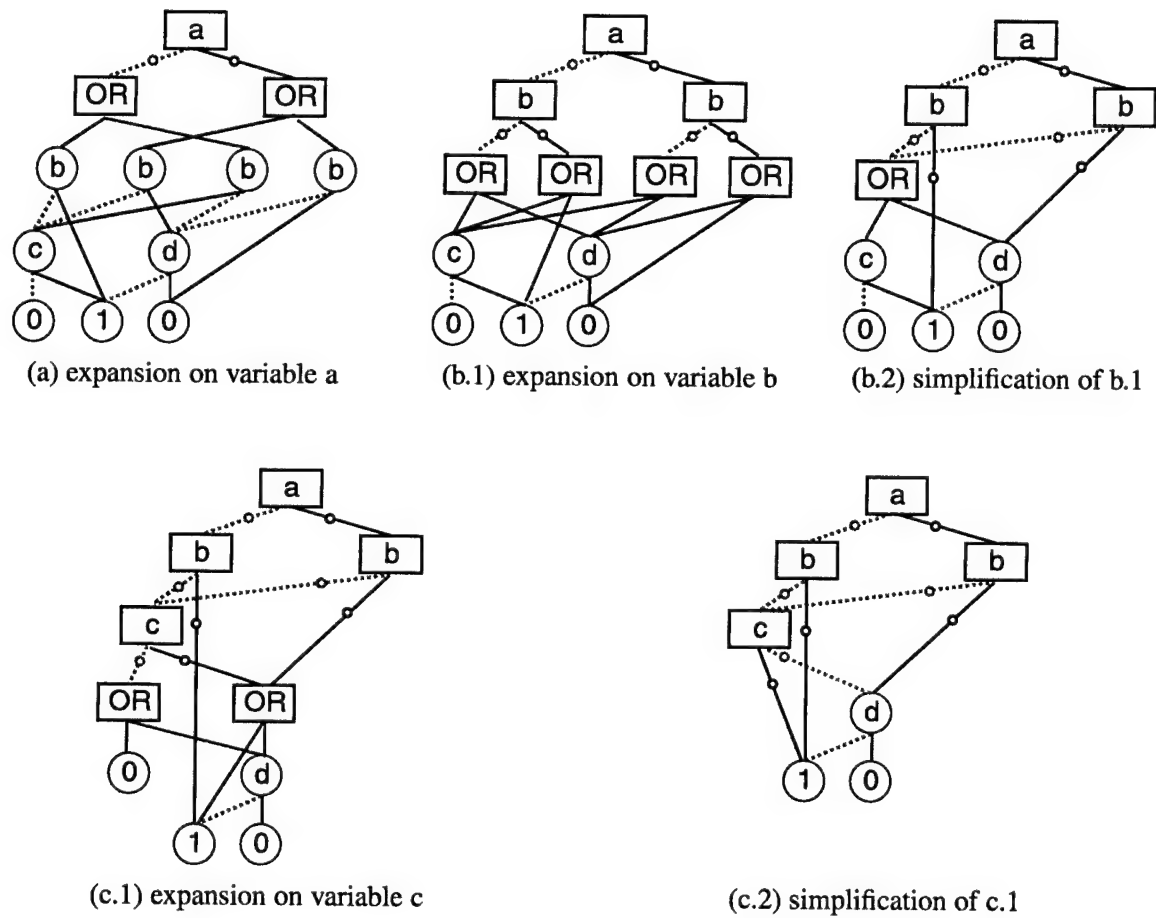 a
OR OR
b b b b
c d
0 1 0
(a) expansion on variable a
a
b b
OR OR OR OR
c d
0 1 0
(b.1) expansion on variable b
a
b b
OR
c d
0 1 0
(b.2) simplification of b.1
a
b b
c
OR OR
0 d
1 0
(c.1) expansion on variable c
a
b b
c
d
1 0
(c.2) simplification of c.1